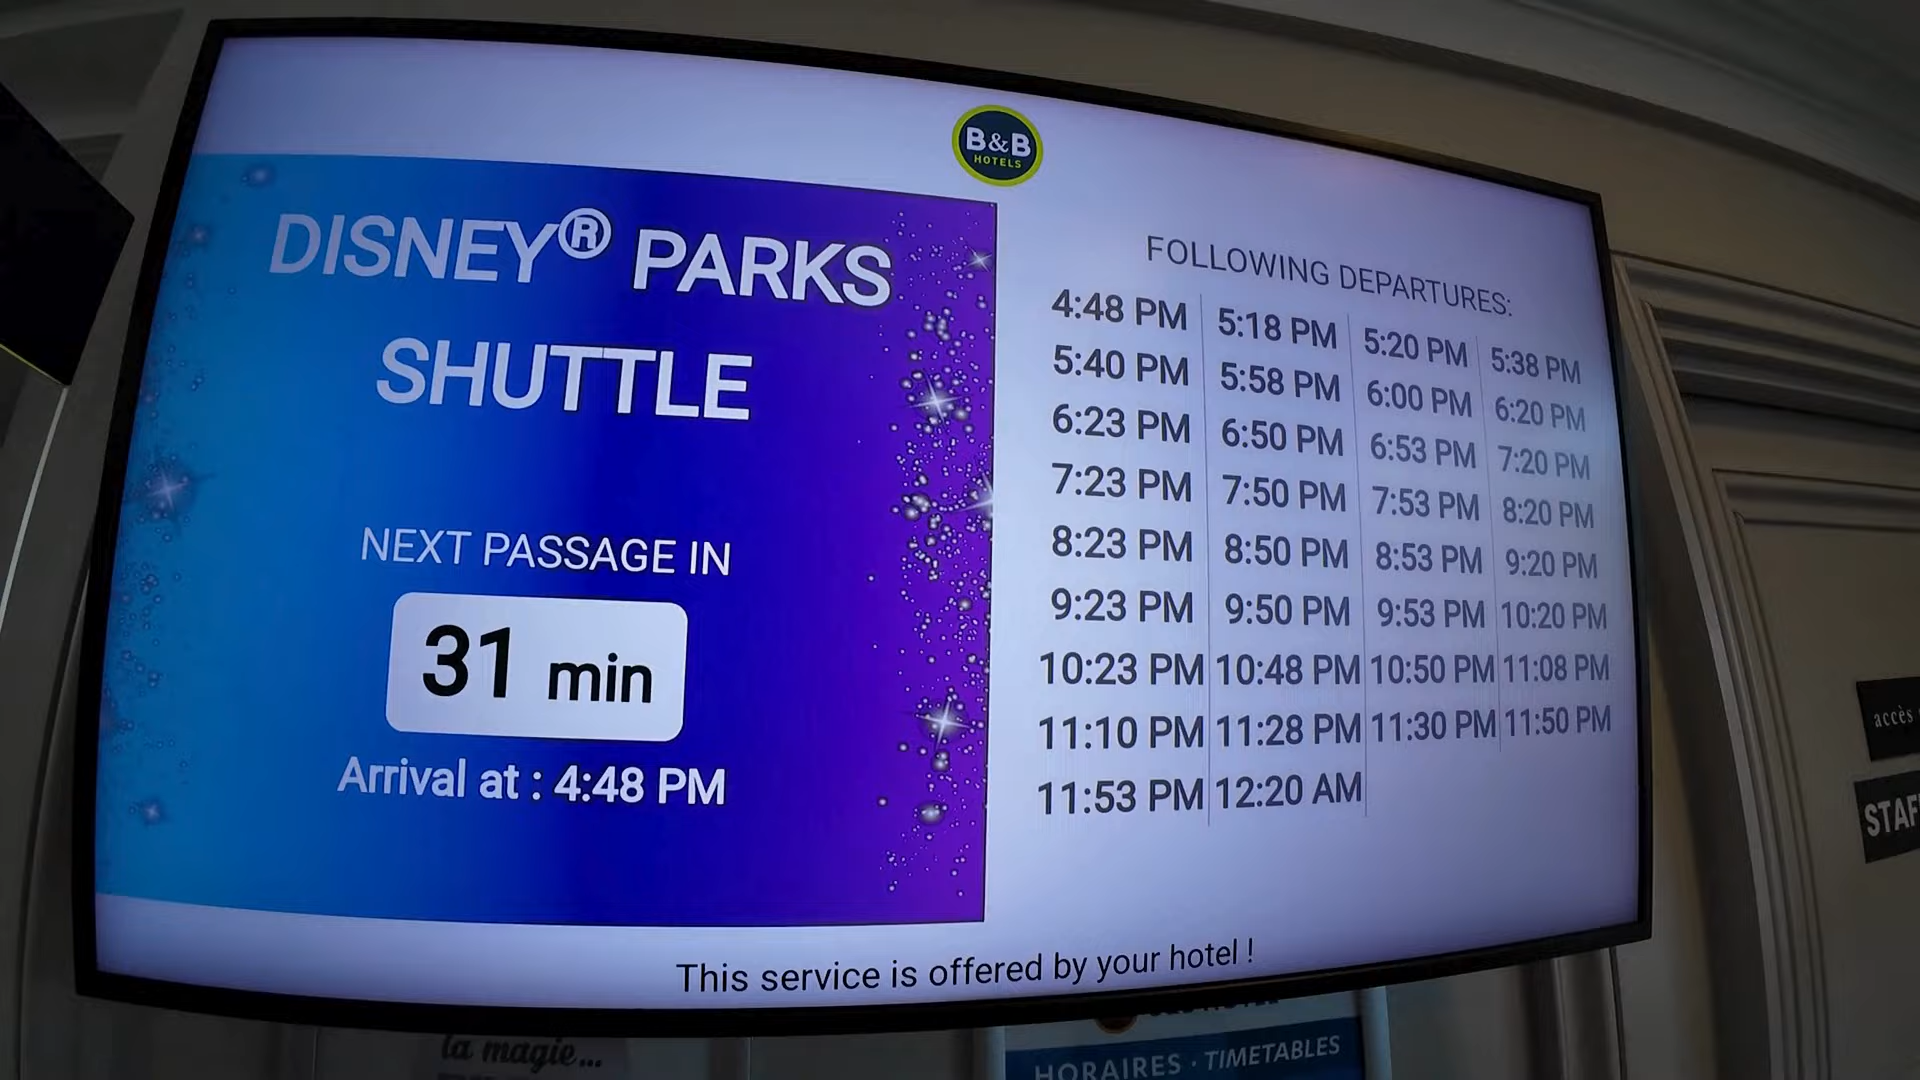 B&B
HOTELS
DISNEY® PARKS
SHUTTLE
NEXT PASSAGE IN
31 min
Arrival at : 4:48 PM
FOLLOWING DEPARTURES:
4:48 PM 5:18 PM 5:20 PM 5:38 PM
5:40 PM 5:58 PM 6:00 PM 6:20 PM
6:23 PM 6:50 PM 6:53 PM 7:20 PM
7:23 PM 7:50 PM 7:53 PM 8:20 PM
8:23 PM 8:50 PM 8:53 PM 9:20 PM
9:23 PM 9:50 PM 9:53 PM 10:20 PM
10:23 PM 10:48 PM 10:50 PM 11:08 PM
11:10 PM 11:28 PM 11:30 PM 11:50 PM
11:53 PM 12:20 AM
This service is offered by your hotel !
la magie...
HORAIRES · TIMETABLES
accès
STAF